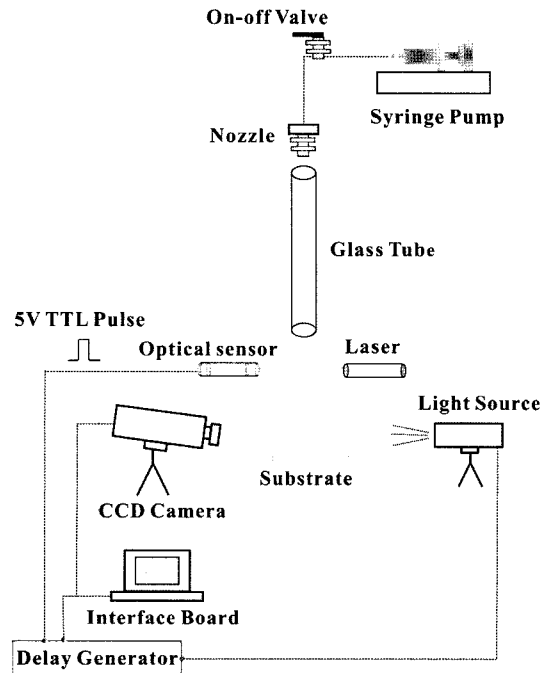 On-off Valve
Syringe Pump
Nozzle
Glass Tube
5V TTL Pulse
Optical sensor
Laser
Light Source
Substrate
CCD Camera
Interface Board
Delay Generator